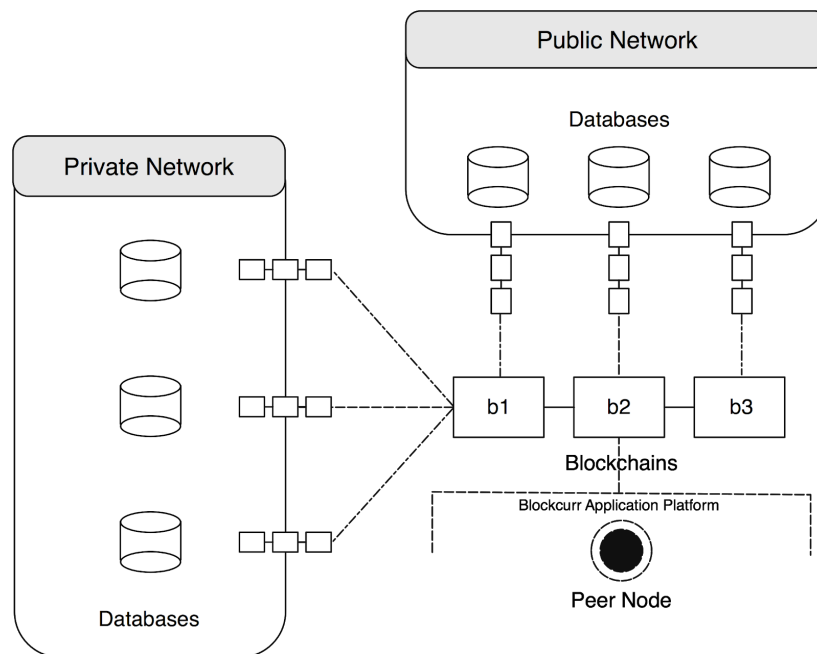 Public Network
Databases
Private Network
b1
b2
b3
Blockchains
Blockcurr Application Platform
Peer Node
Databases